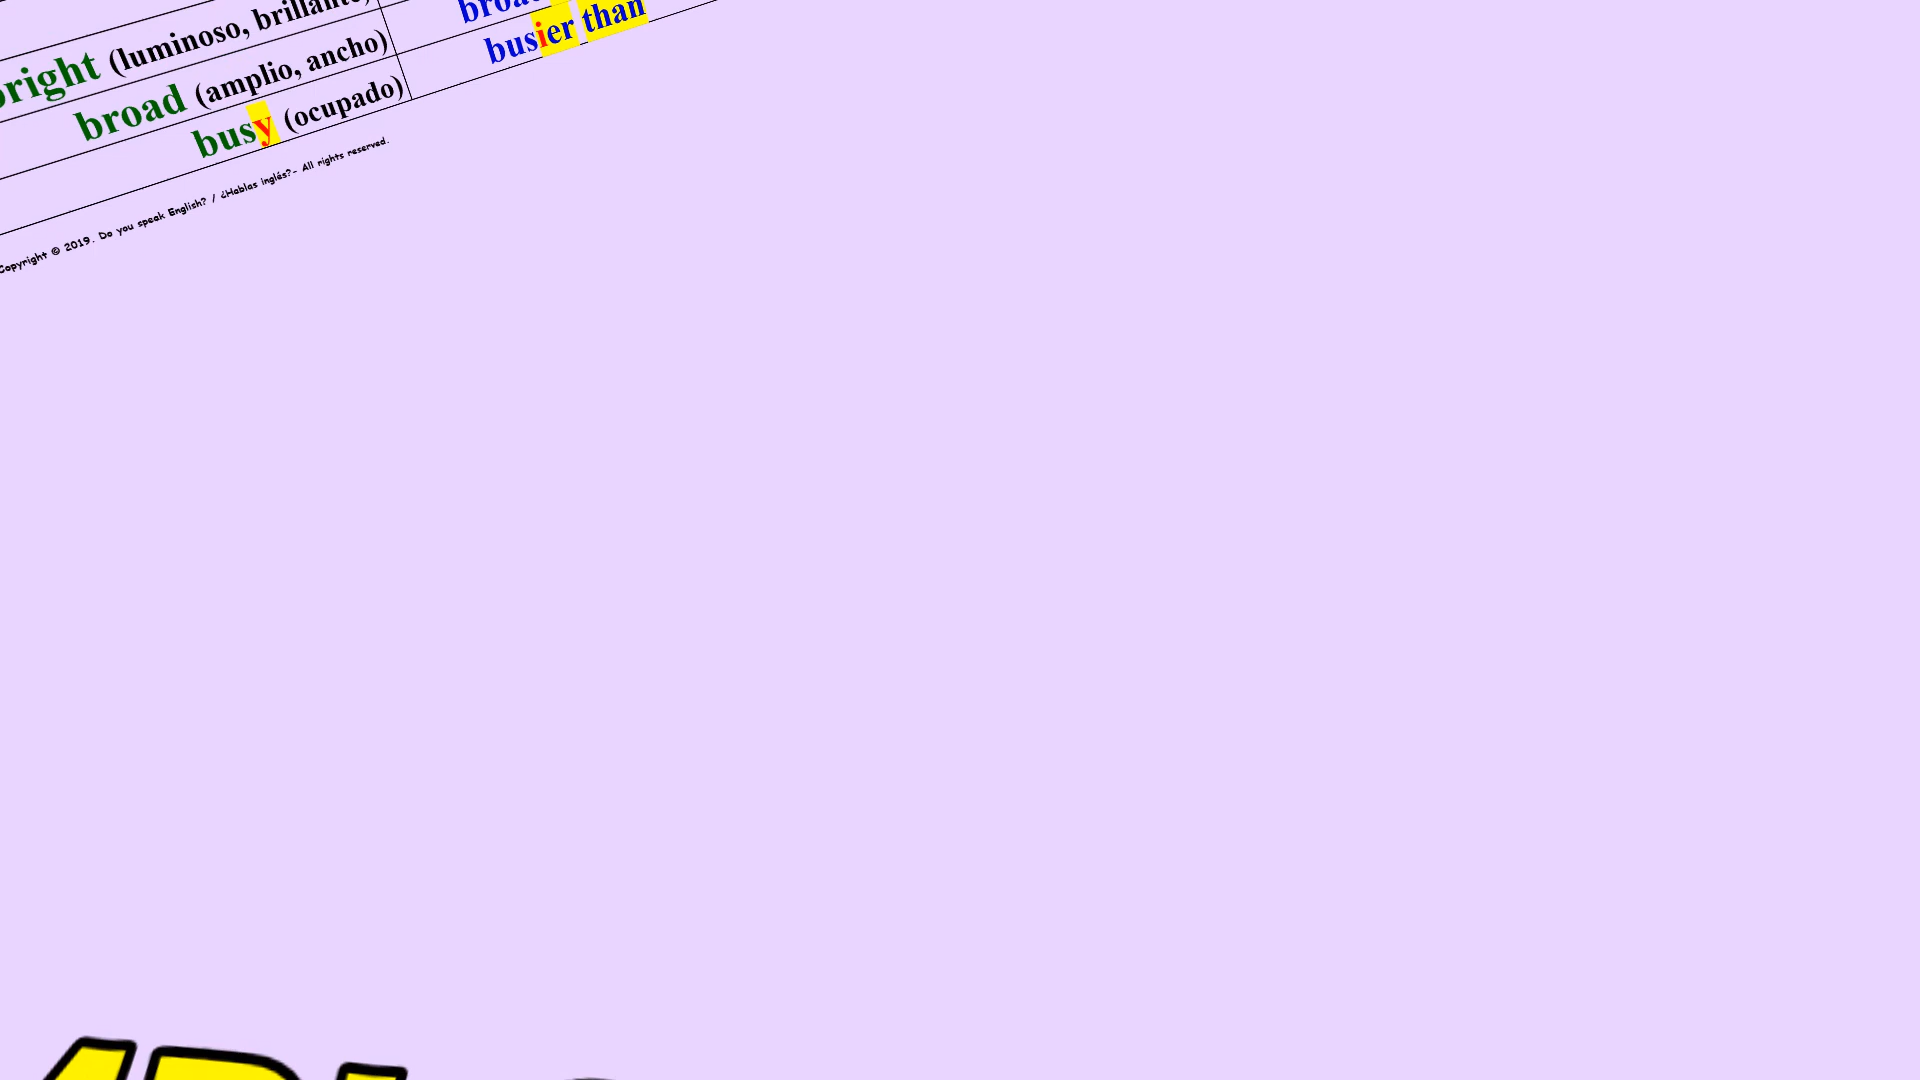 bright (luminoso, brillante,
broad (amplio, ancho)
busy (ocupado)
busier than
Copyright © 2019. Do you speak English? / ¿Hablas inglés?- All rights reserved.